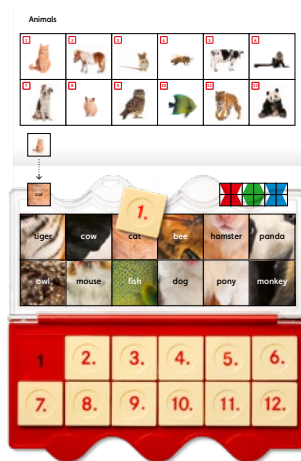 Animals
1 2 3 4 5 6
7 8 9 10 11 12
cat
1.
tiger cow cat bee hamster panda
owl mouse fish dog pony monkey
1 2. 3. 4. 5. 6.
7. 8. 9. 10. 11. 12.